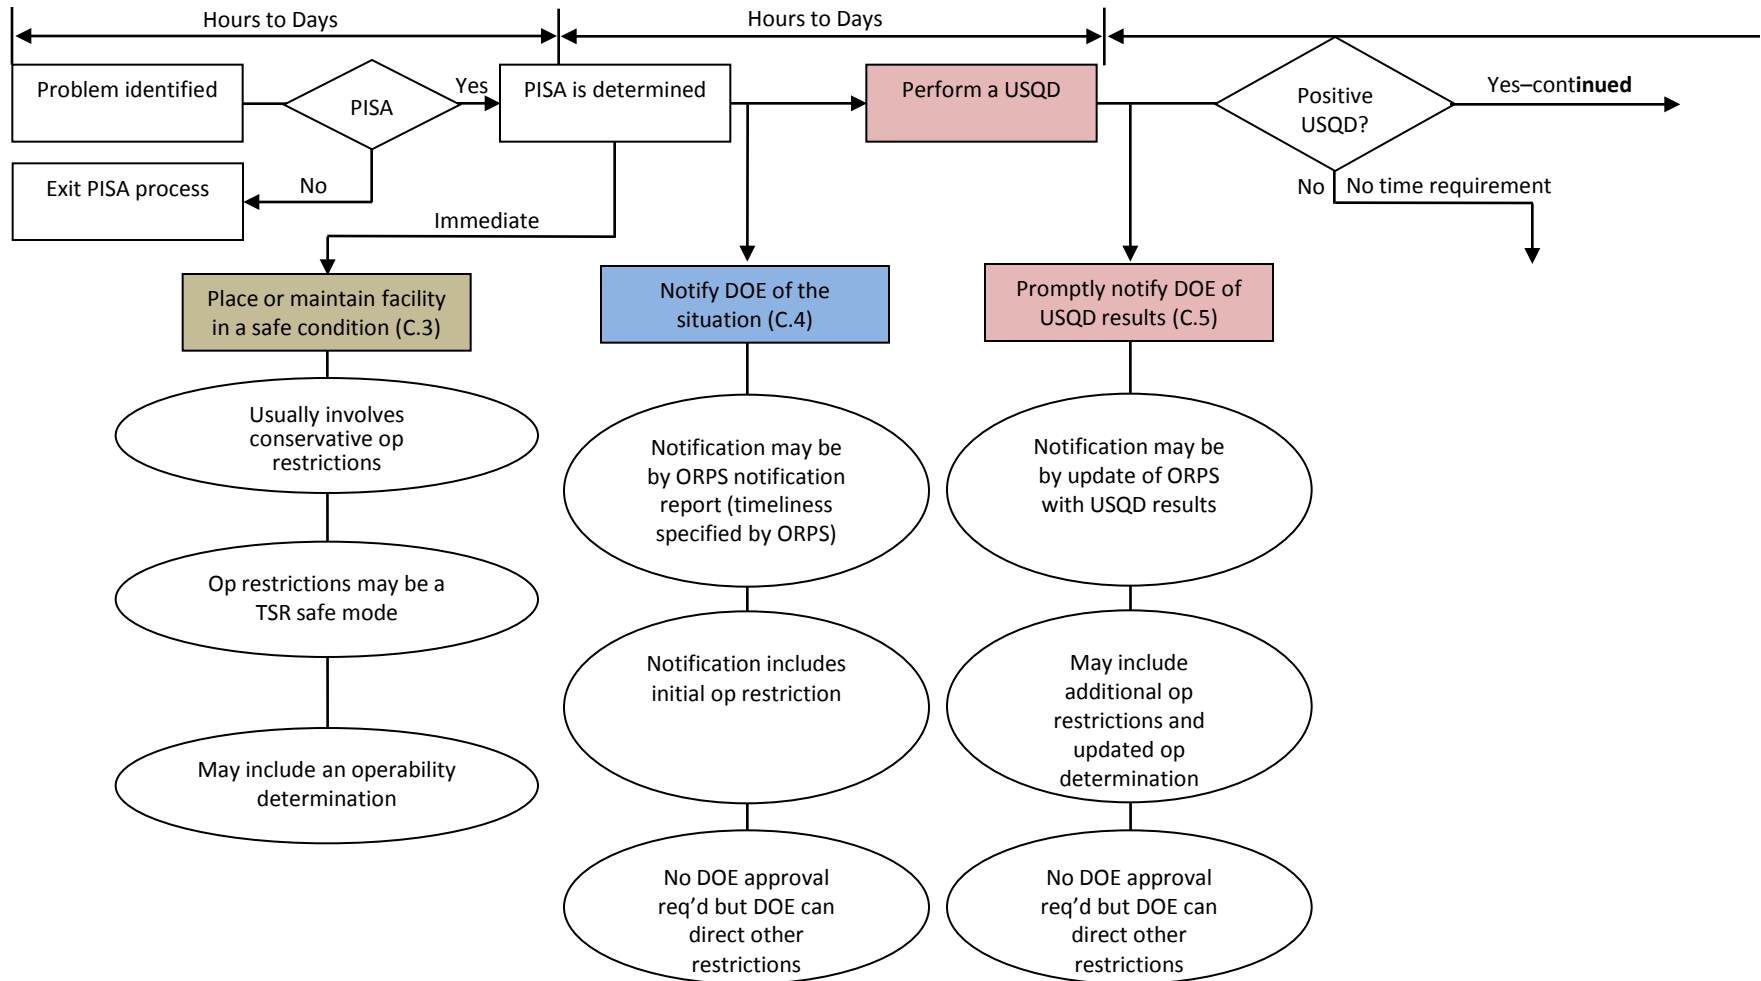 Hours to Days
Hours to Days
Problem identified
PISA
Yes
PISA is determined
Perform a USQD
Positive
USQD?
Yes–continued
Exit PISA process
No
No
No time requirement
Immediate
Place or maintain facility
in a safe condition (C.3)
Usually involves
conservative op
restrictions
Op restrictions may be a
TSR safe mode
May include an operability
determination
Notify DOE of the
situation (C.4)
Notification may be
by ORPS notification
report (timeliness
specified by ORPS)
Notification includes
initial op restriction
No DOE approval
req’d but DOE can
direct other
restrictions
Promptly notify DOE of
USQD results (C.5)
Notification may be
by update of ORPS
with USQD results
May include
additional op
restrictions and
updated op
determination
No DOE approval
req’d but DOE can
direct other
restrictions